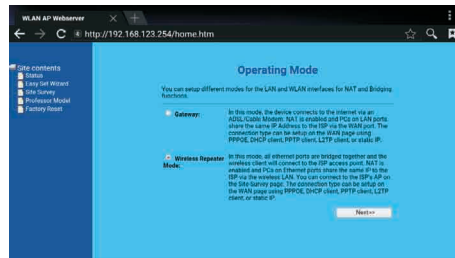 WLAN AP Webserver
http://192.168.123.254/home.htm
Site contents
Status
Easy Set Wizard
Site Survey
Professor Model
Factory Reset
Operating Mode
You can setup different modes for the LAN and WLAN interfaces for NAT and Bridging
functions.
Gateway:
In this mode, the device connects to the internet via an
ADSL/Cable Modem. NAT is enabled and PCs on LAN ports
share the same IP Address to the ISP via the WAN port. The
connection type can be setup on the WAN page using
PPPOE, DHCP client, PPTP client, L2TP client, or static IP.
Wireless Repeater
Mode:
In this mode, all ethernet ports are bridged together and the
wireless client will connect to the ISP access point. NAT is
enabled and PCs on Ethernet ports share the same IP to the
ISP via the wireless LAN. You can connect to the ISP's AP on
the Site Survey page. The connection type can be setup on
the WAN page using PPPOE, DHCP client, PPTP client, L2TP
client, or static IP.
Next>>